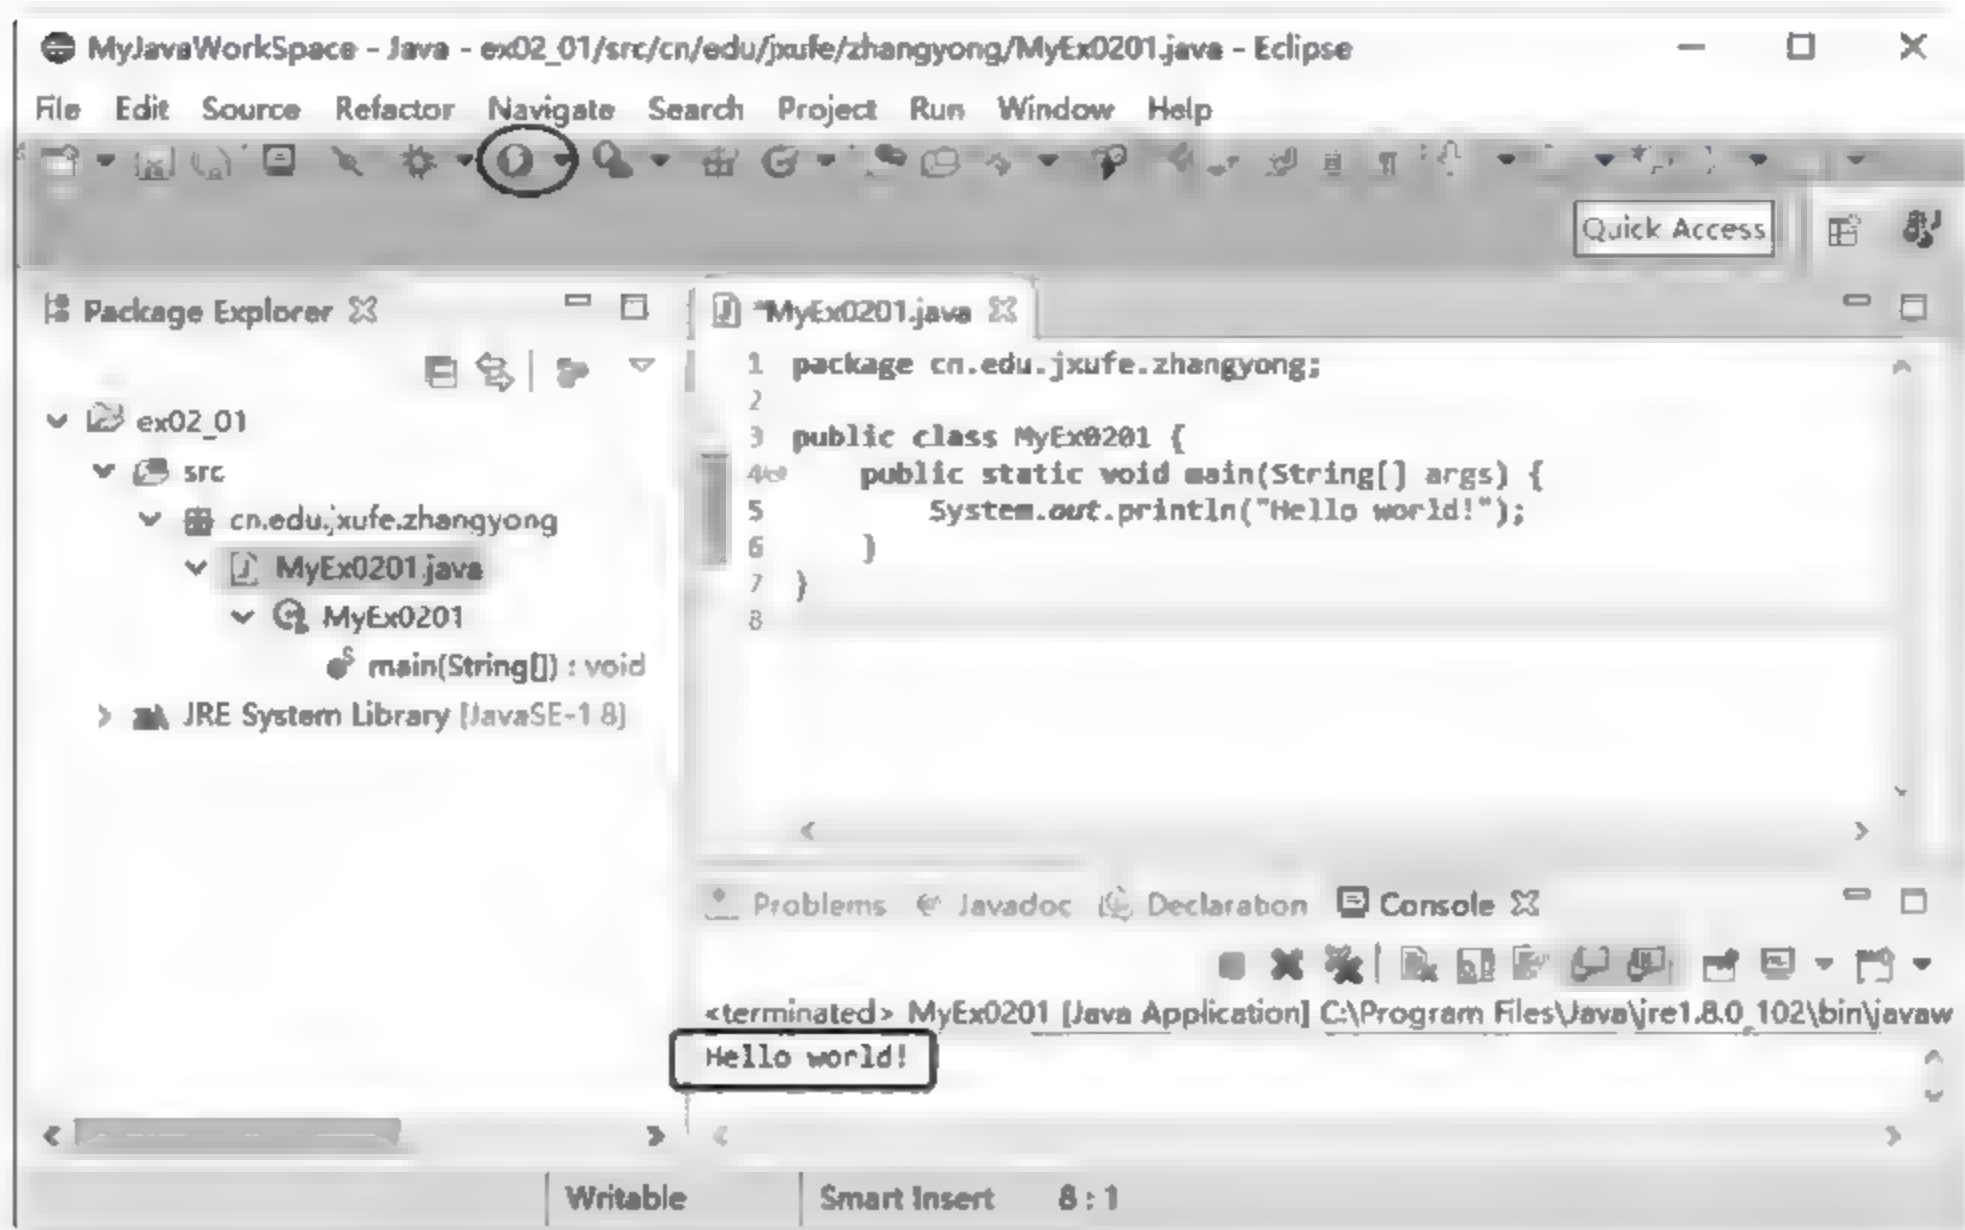 MyJavaWorkSpace - Java - ex02_01/src/cn/edu/jxufe/zhangyong/MyEx0201.java - Eclipse
File Edit Source Refactor Navigate Search Project Run Window Help
Quick Access
Package Explorer
ex02_01
src
cn.edu.jxufe.zhangyong
MyEx0201.java
MyEx0201
main(String[]) : void
JRE System Library [JavaSE-1.8]
*MyEx0201.java
1 package cn.edu.jxufe.zhangyong;
2
3 public class MyEx0201 {
4 public static void main(String[] args) {
5 System.out.println("Hello world!");
6 }
7 }
8
Problems Javadoc Declaration Console
<terminated> MyEx0201 [Java Application] C:\Program Files\Java\jre1.8.0_102\bin\javaw
Hello world!
Writable Smart Insert 8 : 1